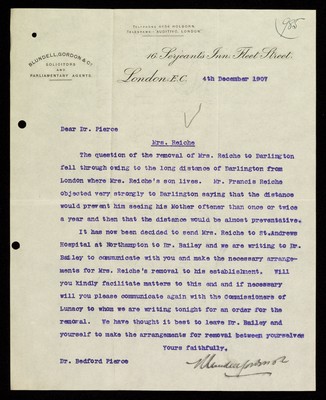 955
TELEPHONE 5089 HOLBORN.
TELEGRAMS "AUDITIVE, LONDON"
BLUNDELL, GORDON & Co.
SOLICITORS
AND
PARLIAMENTARY AGENTS.
16 Serjeants Inn, Fleet Street.
London, E.C. 4th December 1907
Dear Dr. Pierce
Mrs. Reiche
The question of the removal of Mrs. Reiche to Darlington
fell through owing to the long distance of Darlington from
London where Mrs. Reiche's son lives. Mr. Francis Reiche
objected very strongly to Darlington saying that the distance
would prevent him seeing his Mother oftener than once or twice
a year and then that the distance would be almost preventative.
It has now been decided to send Mrs. Reiche to St.Andrews
Hospital at Northampton to Dr. Bailey and we are writing to Dr.
Bailey to communicate with you and make the necessary arrange-
ments for Mrs. Reiche's removal to his establishment. Will
you kindly facilitate matters to this end and if necessary
will you please communicate again with the Commissioners of
Lunacy to whom we are writing tonight for an order for the
removal. We have thought it best to leave Dr. Bailey and
yourself to make the arrangements for removal between yourselves
Yours faithfully,
Dr. Bedford Pierce
Blundell Gordon & Co